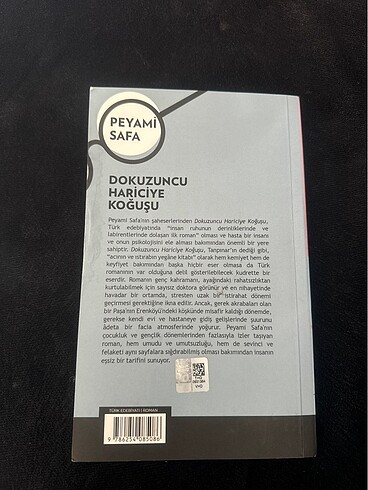 PEYAMİ
SAFA
DOKUZUNCU
HARİCİYE
KOĞUŞU
Peyami Safa'nın şaheserlerinden Dokuzuncu Hariciye Koğuşu,
Türk edebiyatında "insan ruhunun derinliklerinde ve
labirentlerinde dolaşan ilk roman" olması ve hasta bir insanı
ve onun psikolojisini ele alması bakımından önemli bir yere
sahiptir. Dokuzuncu Hariciye Koğuşu, Tanpınar'ın dediği gibi,
"acının ve ıstırabın yegâne kitabı" olarak hem kemiyet hem de
keyfiyet bakımından başka hiçbir eser olmasa da Türk
romanının var olduğuna delil gösterilebilecek kudrette bir
eserdir. Romanın genç kahramanı, ayağındaki rahatsızlıktan
kurtulabilmek için sayısız doktora görünür ve en nihayetinde
havadar bir ortamda, stresten uzak bir istirahat dönemi
geçirmesi gerektiğine ikna edilir. Ancak, gerek akrabaları olan
bir Paşa'nın Erenköyü'ndeki köşkünde misafir kaldığı dönemde,
gerekse kendi evi ve hastaneye gidiş gelişlerinde şuurunu
âdeta bir facia atmosferinde yoğurur. Peyami Safa'nın
çocukluk ve gençlik dönemlerinden fazlasıyla izler taşıyan
roman, hem umudu ve umutsuzluğu, hem de sevinci ve
felaketi aynı sayfalara sığdırabilmiş olması bakımından insanın
eşsiz bir tarifini sunuyor.
TÜRK EDEBİYATI | ROMAN
9 786254 085086